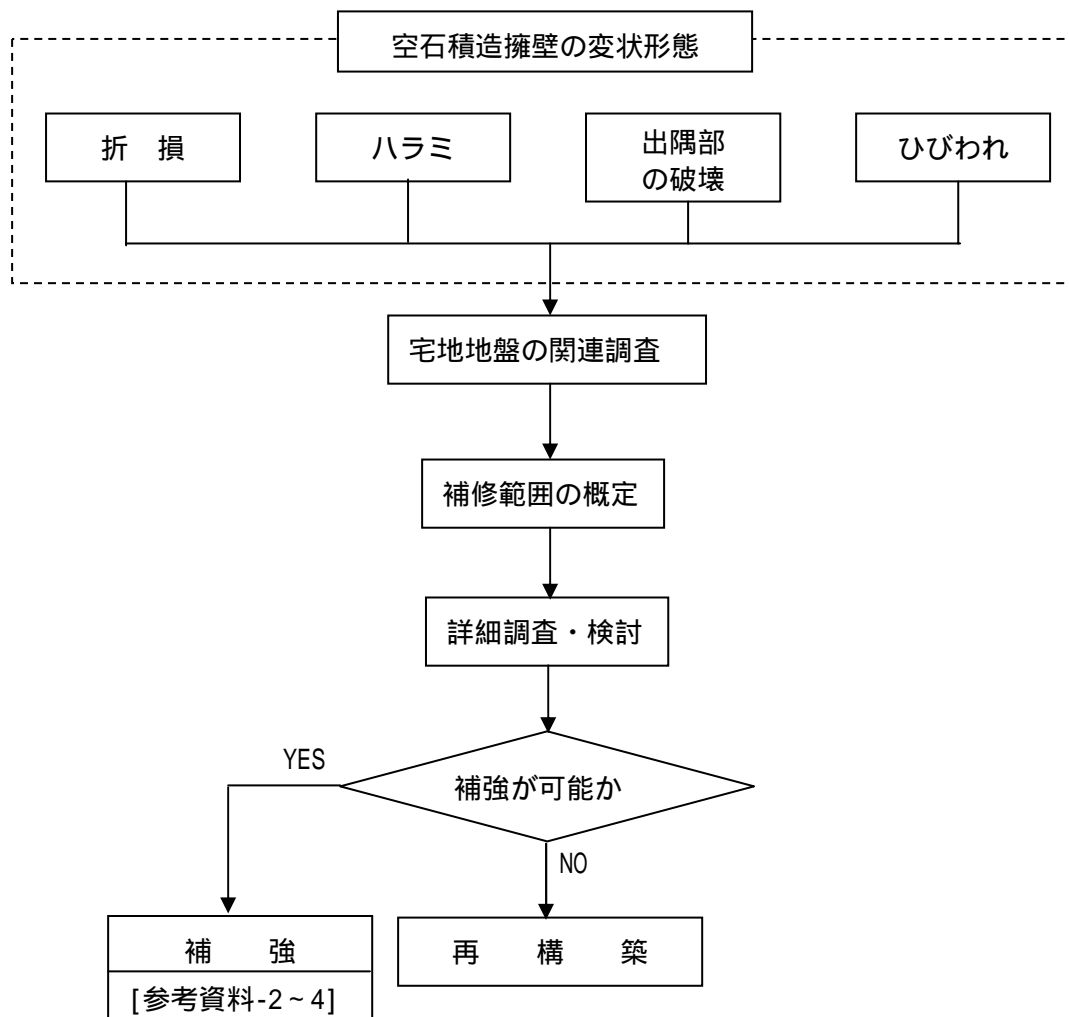 空石積造擁壁の変状形態
折　損
ハラミ
出隅部
の破壊
ひびわれ
宅地地盤の関連調査
補修範囲の概定
詳細調査・検討
補強が可能か
YES
NO
補　　強
[参考資料-2~4]
再　構　築